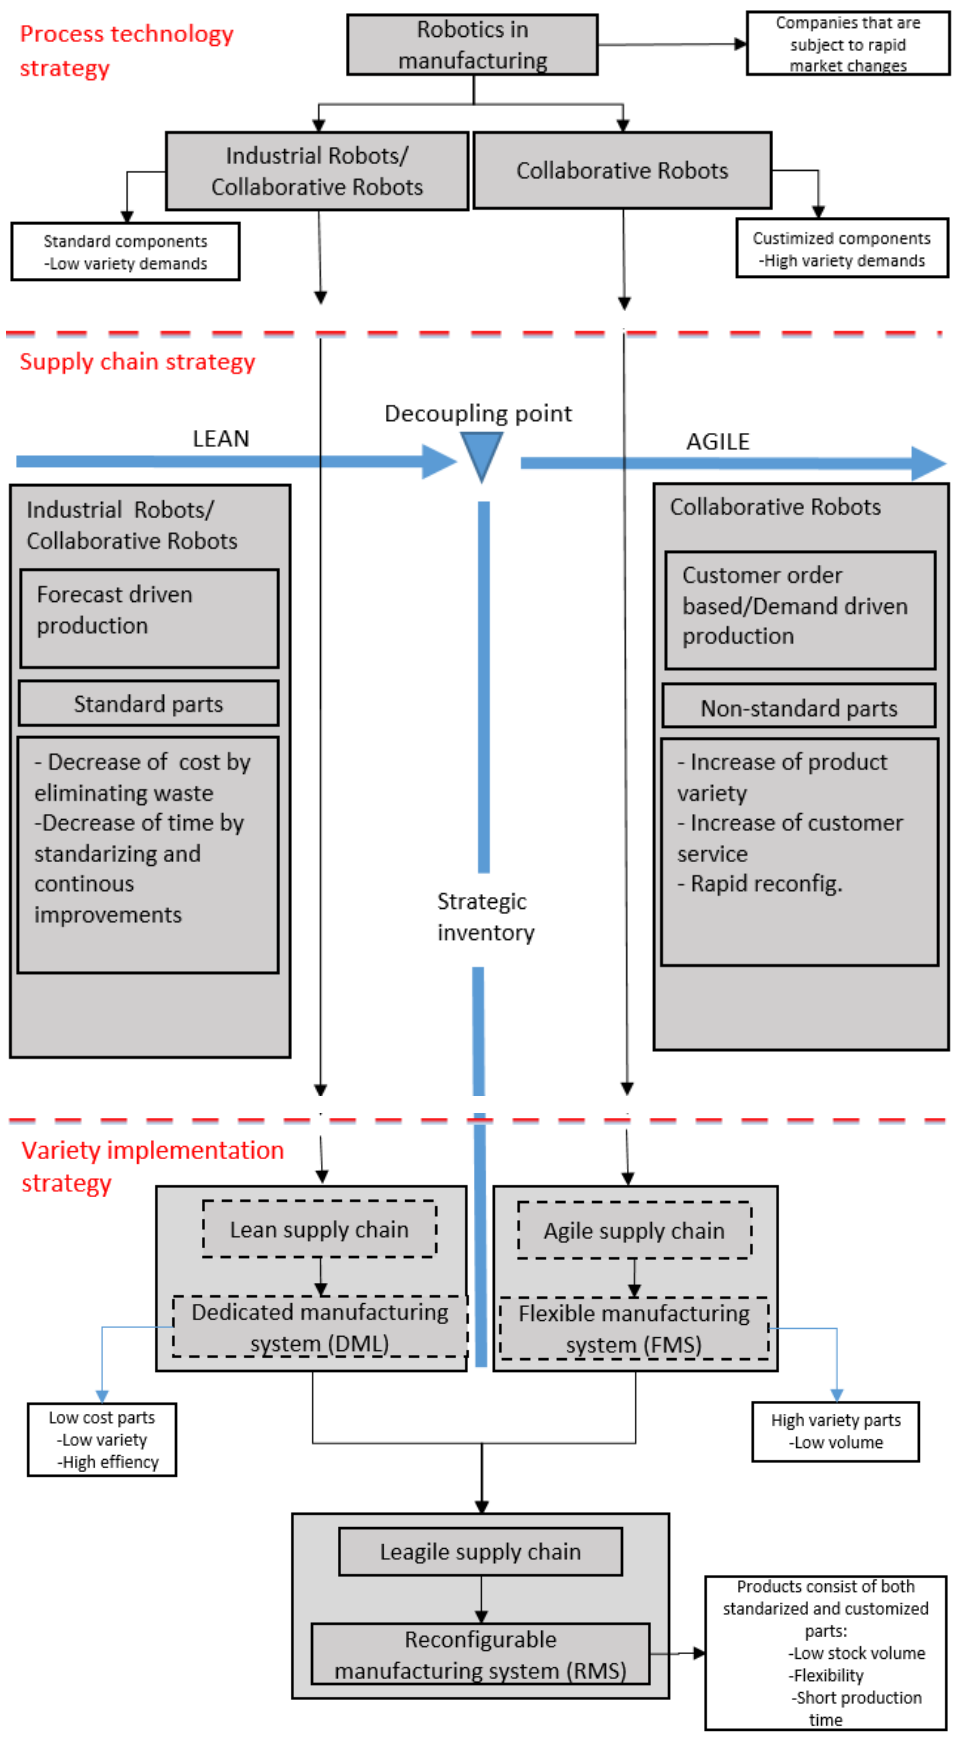 Process technology
strategy
Robotics in
manufacturing
Companies that are
subject to rapid
market changes
Industrial Robots/
Collaborative Robots
Collaborative Robots
Standard components
-Low variety demands
Custimized components
-High variety demands
Supply chain strategy
Decoupling point
LEAN
AGILE
Industrial Robots/
Collaborative Robots
Forecast driven
production
Standard parts
- Decrease of cost by
eliminating waste
-Decrease of time by
standarizing and
continous
improvements
Collaborative Robots
Customer order
based/Demand driven
production
Non-standard parts
- Increase of product
variety
- Increase of customer
service
- Rapid reconfig.
Strategic
inventory
Variety implementation
strategy
Lean supply chain
Dedicated manufacturing
system (DML)
Agile supply chain
Flexible manufacturing
system (FMS)
Low cost parts
-Low variety
-High effiency
High variety parts
-Low volume
Leagile supply chain
Reconfigurable
manufacturing system (RMS)
Products consist of both
standarized and customized
parts:
-Low stock volume
-Flexibility
-Short production
time